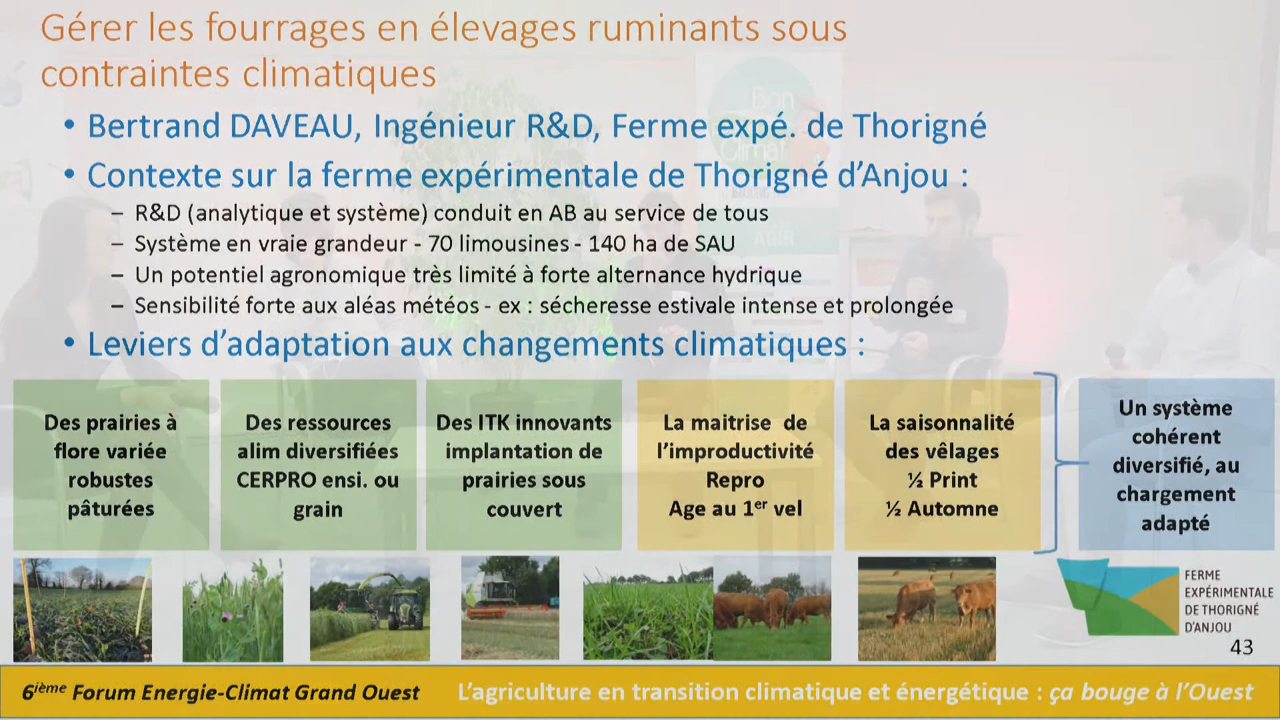 Gérer les fourrages en élevages ruminants sous
contraintes climatiques
• Bertrand DAVEAU, Ingénieur R&D, Ferme expé. de Thorigné
• Contexte sur la ferme expérimentale de Thorigné d'Anjou :
– R&D (analytique et système) conduit en AB au service de tous
– Système en vraie grandeur - 70 limousines - 140 ha de SAU
– Un potentiel agronomique très limité à forte alternance hydrique
– Sensibilité forte aux aléas météos - ex : sécheresse estivale intense et prolongée
• Leviers d'adaptation aux changements climatiques :
Des prairies à
flore variée
robustes
pâturées
Des ressources
alim diversifiées
CERPRO ensi. ou
grain
Des ITK innovants
implantation de
prairies sous
couvert
La maitrise de
l'improductivité
Repro
Age au 1er vel
La saisonnalité
des vêlages
½ Print
½ Automne
Un système
cohérent
diversifié, au
chargement
adapté
FERME
EXPÉRIMENTALE
DE THORIGNÉ
D'ANJOU
43
6ième Forum Energie-Climat Grand Ouest
L'agriculture en transition climatique et énergétique : ça bouge à l'Ouest
Bon
Climat
AGIR